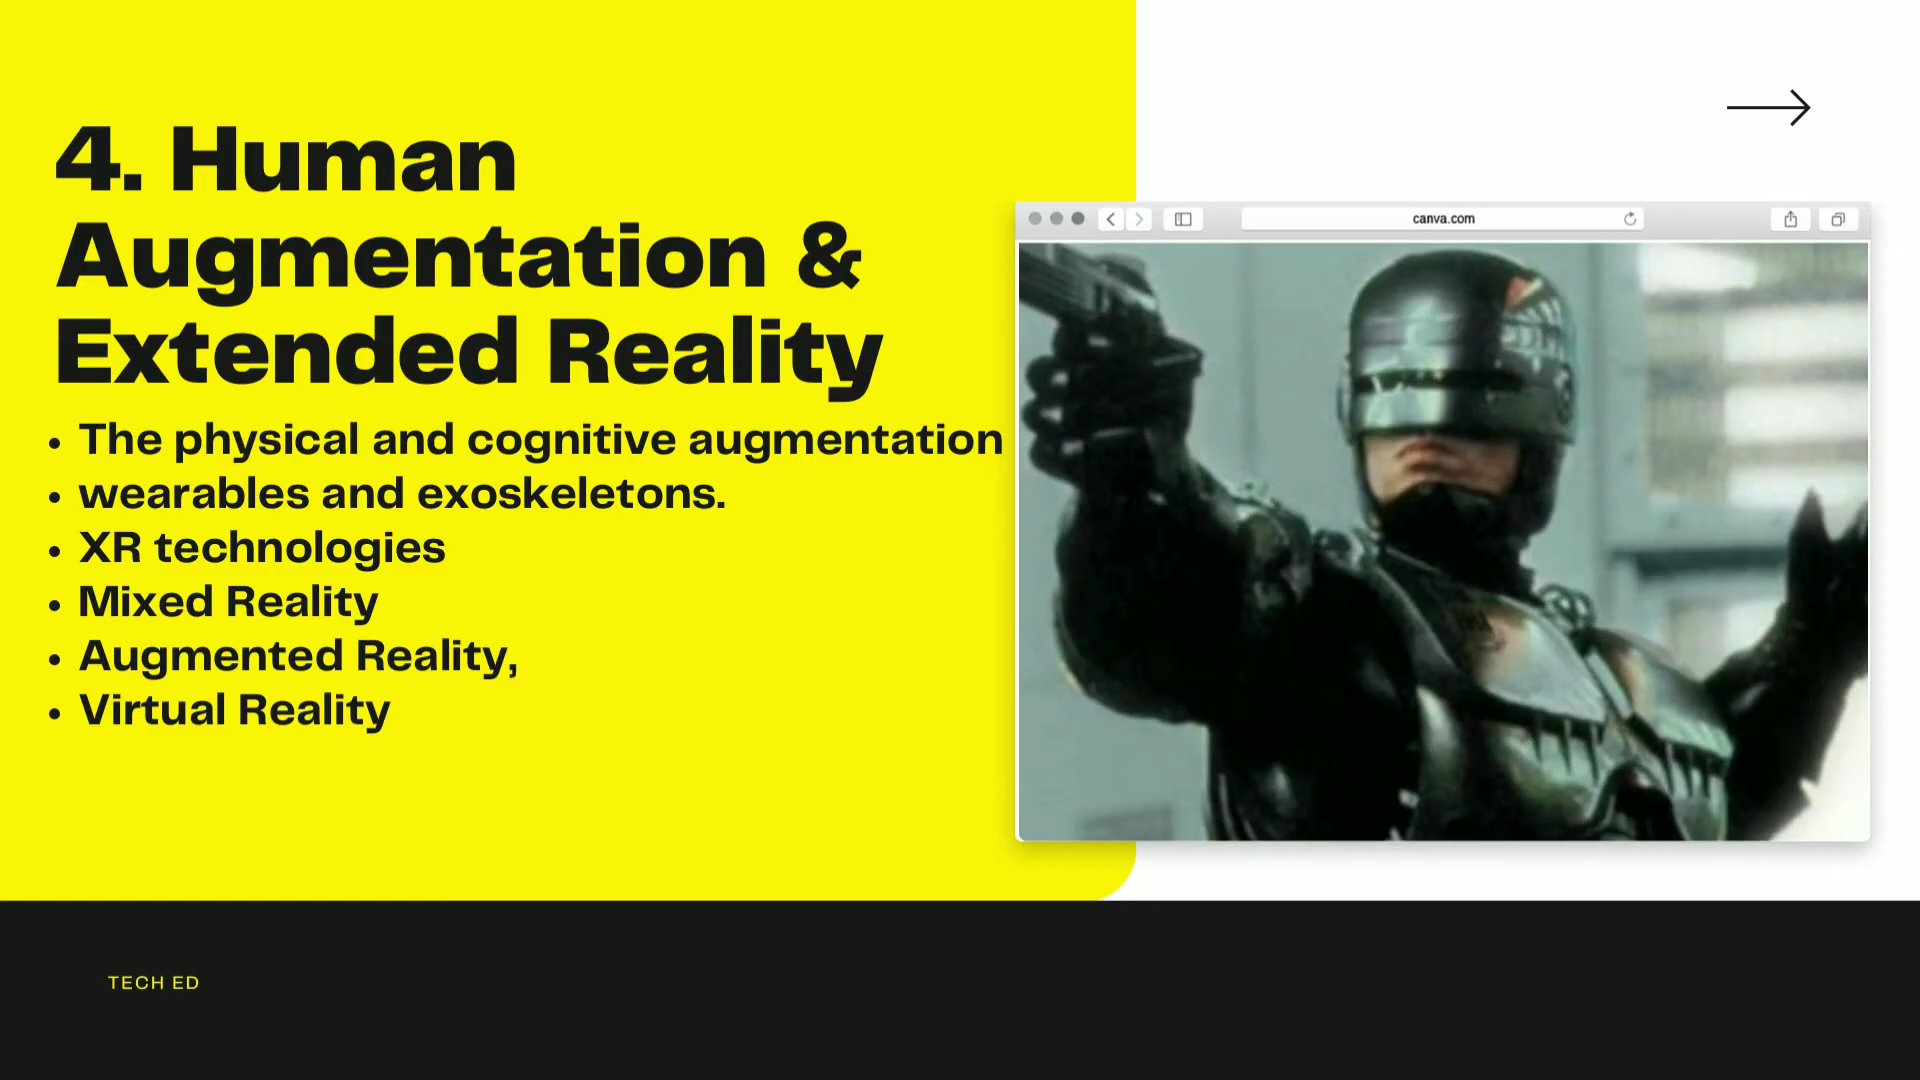 4. Human
Augmentation &
Extended Reality
• The physical and cognitive augmentation
• wearables and exoskeletons.
• XR technologies
• Mixed Reality
• Augmented Reality,
• Virtual Reality
canva.com
TECH ED